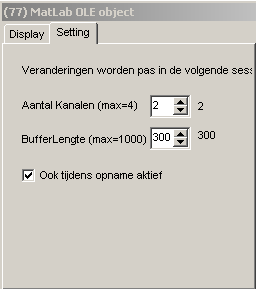 (77) MatLab OLE object
Display Setting
Veranderingen worden pas in de volgende sess
Aantal Kanalen (max=4) 2 2
BufferLengte (max=1000) 300 300
Ook tijdens opname aktief